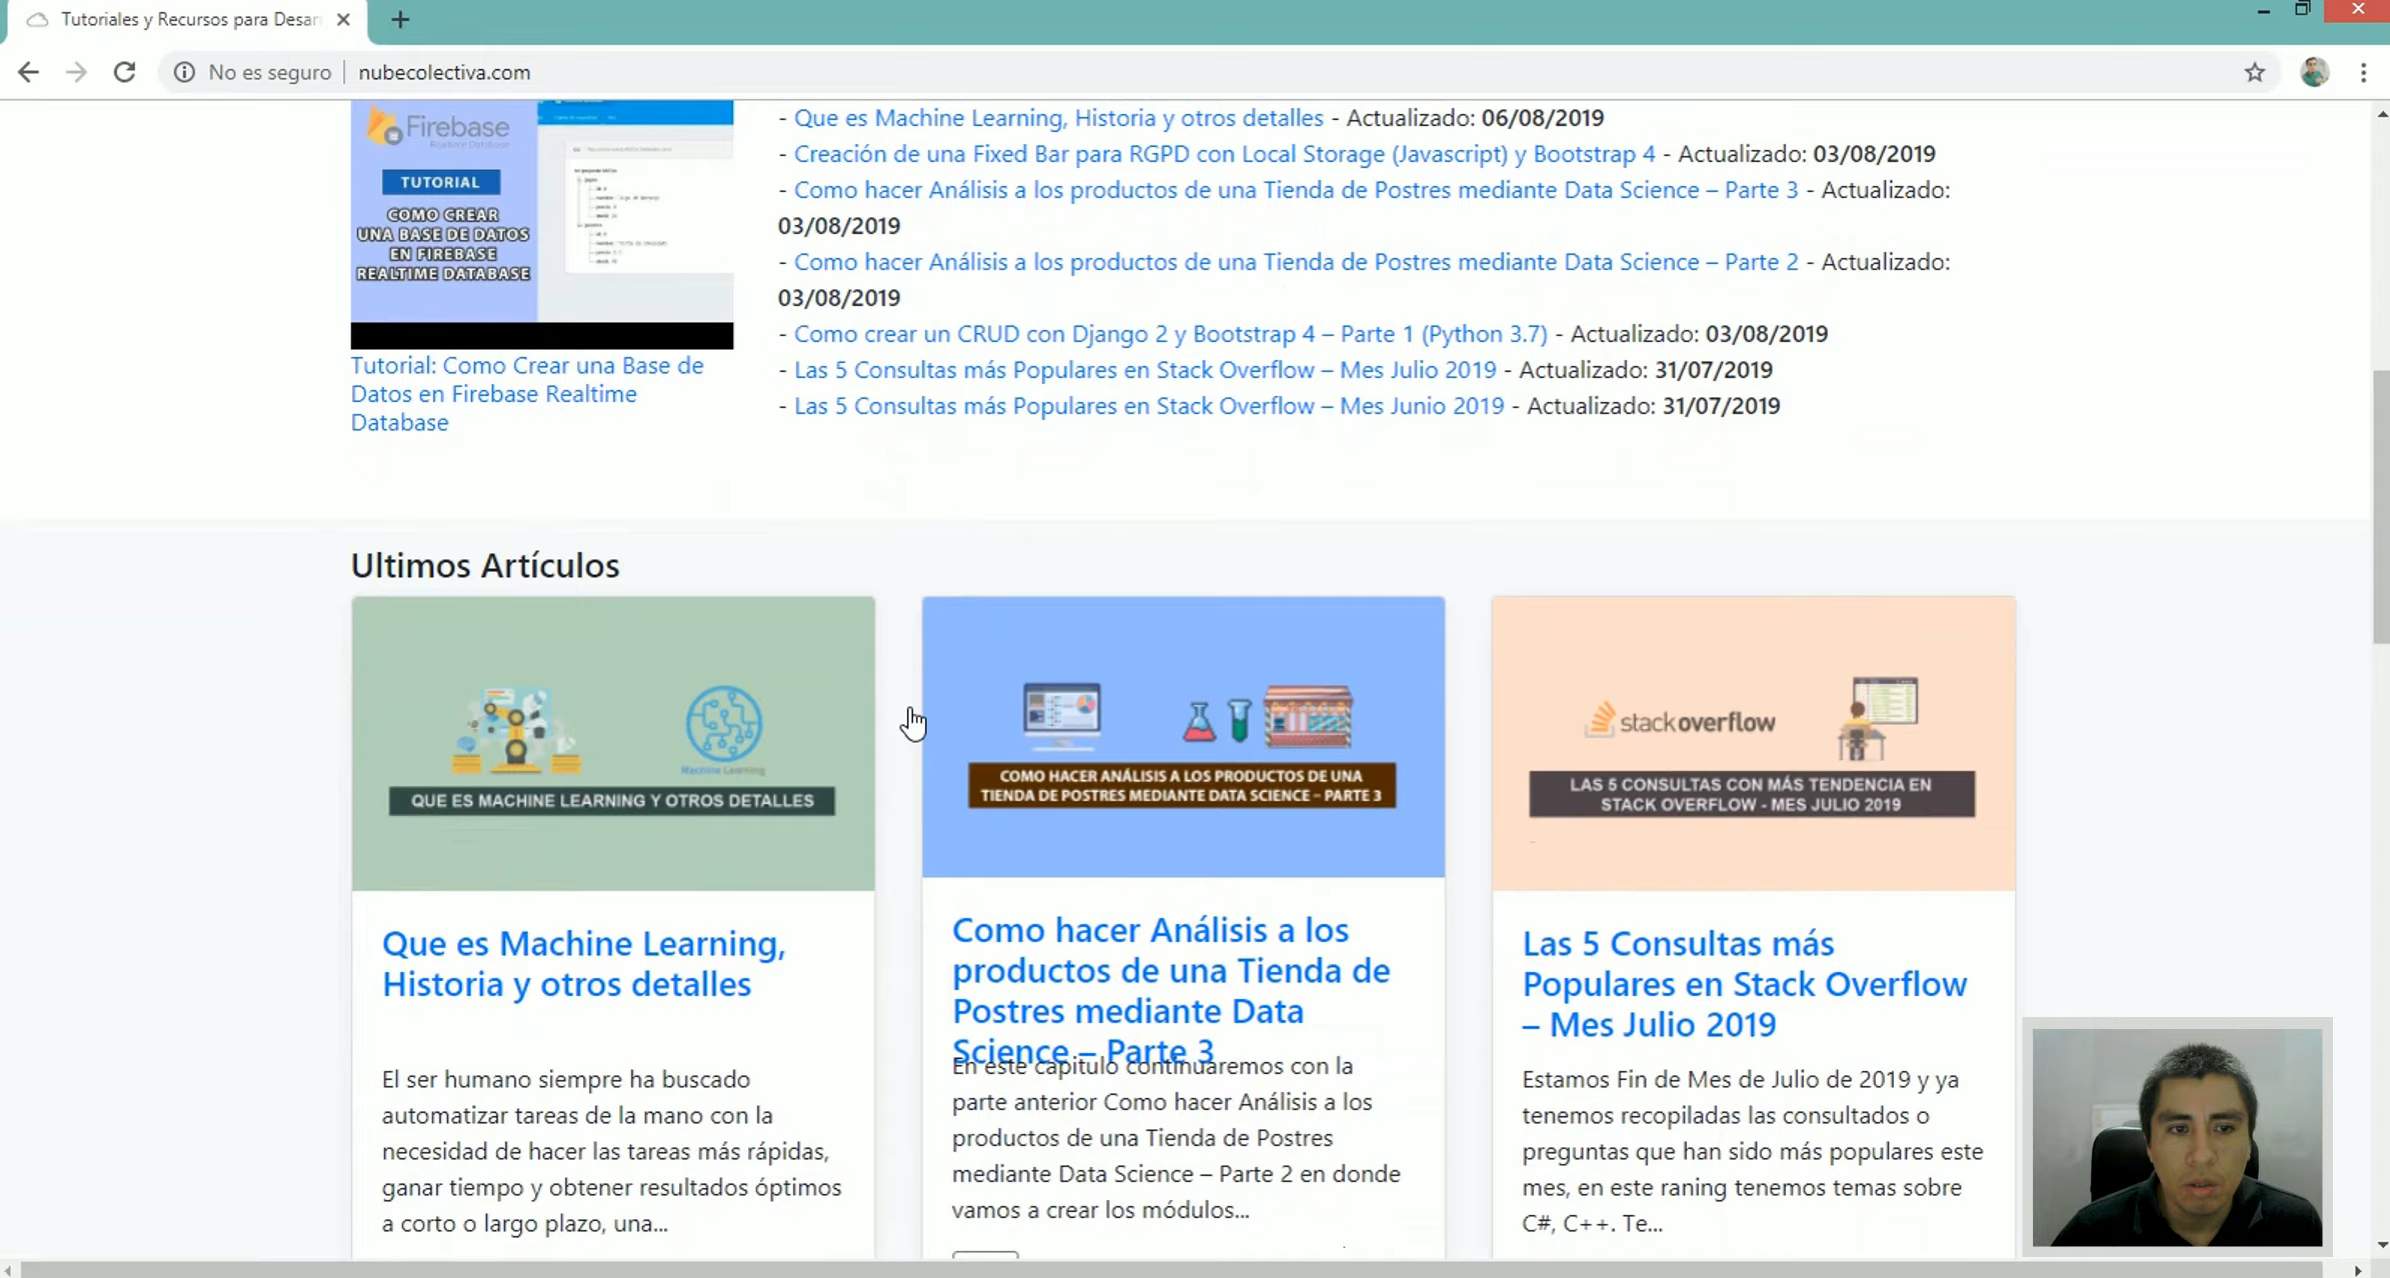 Tutoriales y Recursos para Desar
No es seguro
nubecolectiva.com
Firebase
Realtime Database
TUTORIAL
COMO CREAR
UNA BASE DE DATOS
EN FIREBASE
REALTIME DATABASE
Tutorial: Como Crear una Base de
Datos en Firebase Realtime
Database
- Que es Machine Learning, Historia y otros detalles - Actualizado: 06/08/2019
- Creación de una Fixed Bar para RGPD con Local Storage (Javascript) y Bootstrap 4 - Actualizado: 03/08/2019
- Como hacer Análisis a los productos de una Tienda de Postres mediante Data Science – Parte 3 - Actualizado:
03/08/2019
- Como hacer Análisis a los productos de una Tienda de Postres mediante Data Science – Parte 2 - Actualizado:
03/08/2019
- Como crear un CRUD con Django 2 y Bootstrap 4 – Parte 1 (Python 3.7) - Actualizado: 03/08/2019
- Las 5 Consultas más Populares en Stack Overflow – Mes Julio 2019 - Actualizado: 31/07/2019
- Las 5 Consultas más Populares en Stack Overflow – Mes Junio 2019 - Actualizado: 31/07/2019
Ultimos Artículos
Machine Learning
QUE ES MACHINE LEARNING Y OTROS DETALLES
Que es Machine Learning,
Historia y otros detalles
El ser humano siempre ha buscado
automatizar tareas de la mano con la
necesidad de hacer las tareas más rápidas,
ganar tiempo y obtener resultados óptimos
a corto o largo plazo, una...
COMO HACER ANÁLISIS A LOS PRODUCTOS DE UNA
TIENDA DE POSTRES MEDIANTE DATA SCIENCE – PARTE 3
Como hacer Análisis a los
productos de una Tienda de
Postres mediante Data
Science – Parte 3
En este capitulo continuaremos con la
parte anterior Como hacer Análisis a los
productos de una Tienda de Postres
mediante Data Science – Parte 2 en donde
vamos a crear los módulos...
stackoverflow
LAS 5 CONSULTAS CON MÁS TENDENCIA EN
STACK OVERFLOW - MES JULIO 2019
Las 5 Consultas más
Populares en Stack Overflow
– Mes Julio 2019
Estamos Fin de Mes de Julio de 2019 y ya
tenemos recopiladas las consultados o
preguntas que han sido más populares este
mes, en este raning tenemos temas sobre
C#, C++. Te...